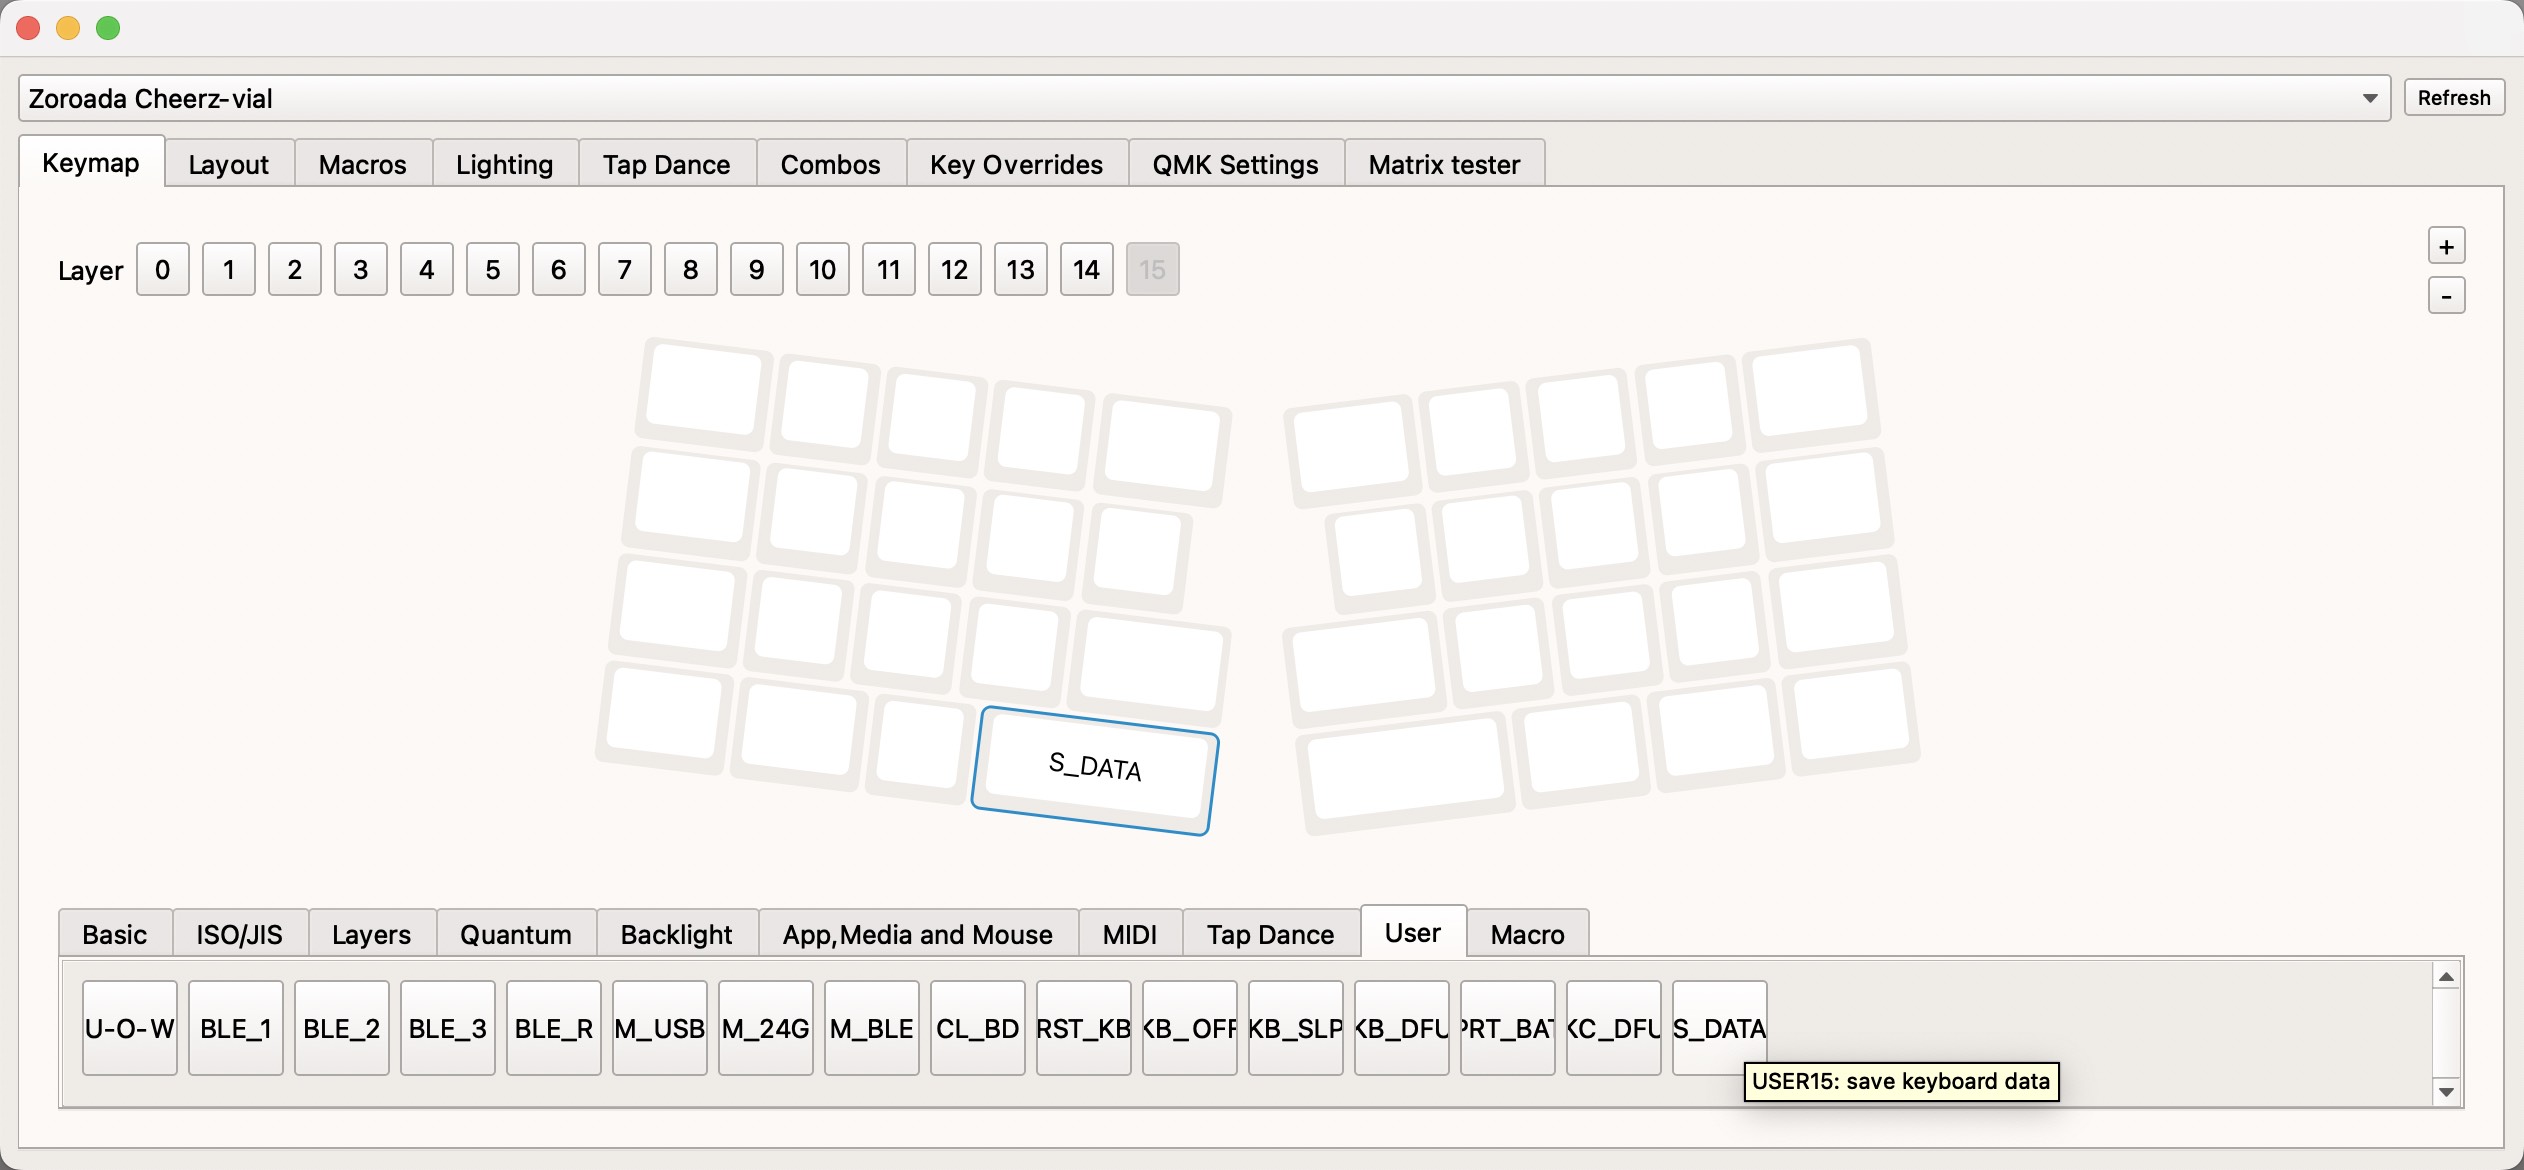 Zoroada Cheerz-vial
Refresh
Keymap Layout Macros Lighting Tap Dance Combos Key Overrides QMK Settings Matrix tester
Layer 0 1 2 3 4 5 6 7 8 9 10 11 12 13 14 15
+
-
S_DATA
Basic ISO/JIS Layers Quantum Backlight App,Media and Mouse MIDI Tap Dance User Macro
U-O-W BLE_1 BLE_2 BLE_3 BLE_R M_USB M_24G M_BLE CL_BD RST_KB KB_OFF KB_SLP KB_DFU PRT_BAT KC_DFU S_DATA
USER15: save keyboard data